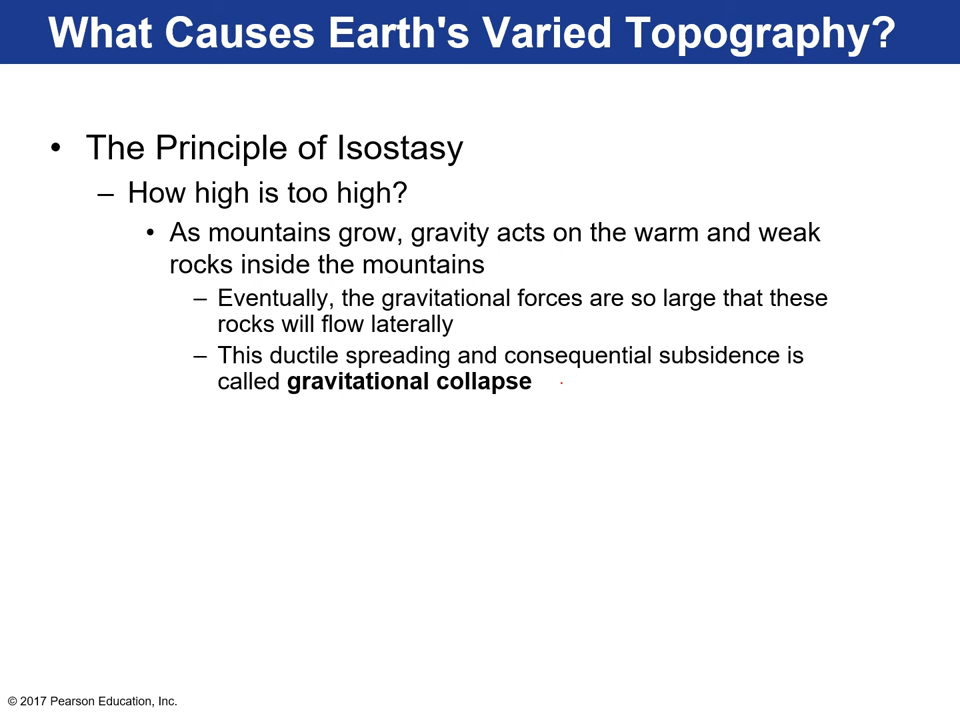 What Causes Earth's Varied Topography?
• The Principle of Isostasy
– How high is too high?
• As mountains grow, gravity acts on the warm and weak
rocks inside the mountains
– Eventually, the gravitational forces are so large that these
rocks will flow laterally
– This ductile spreading and consequential subsidence is
called gravitational collapse
© 2017 Pearson Education, Inc.